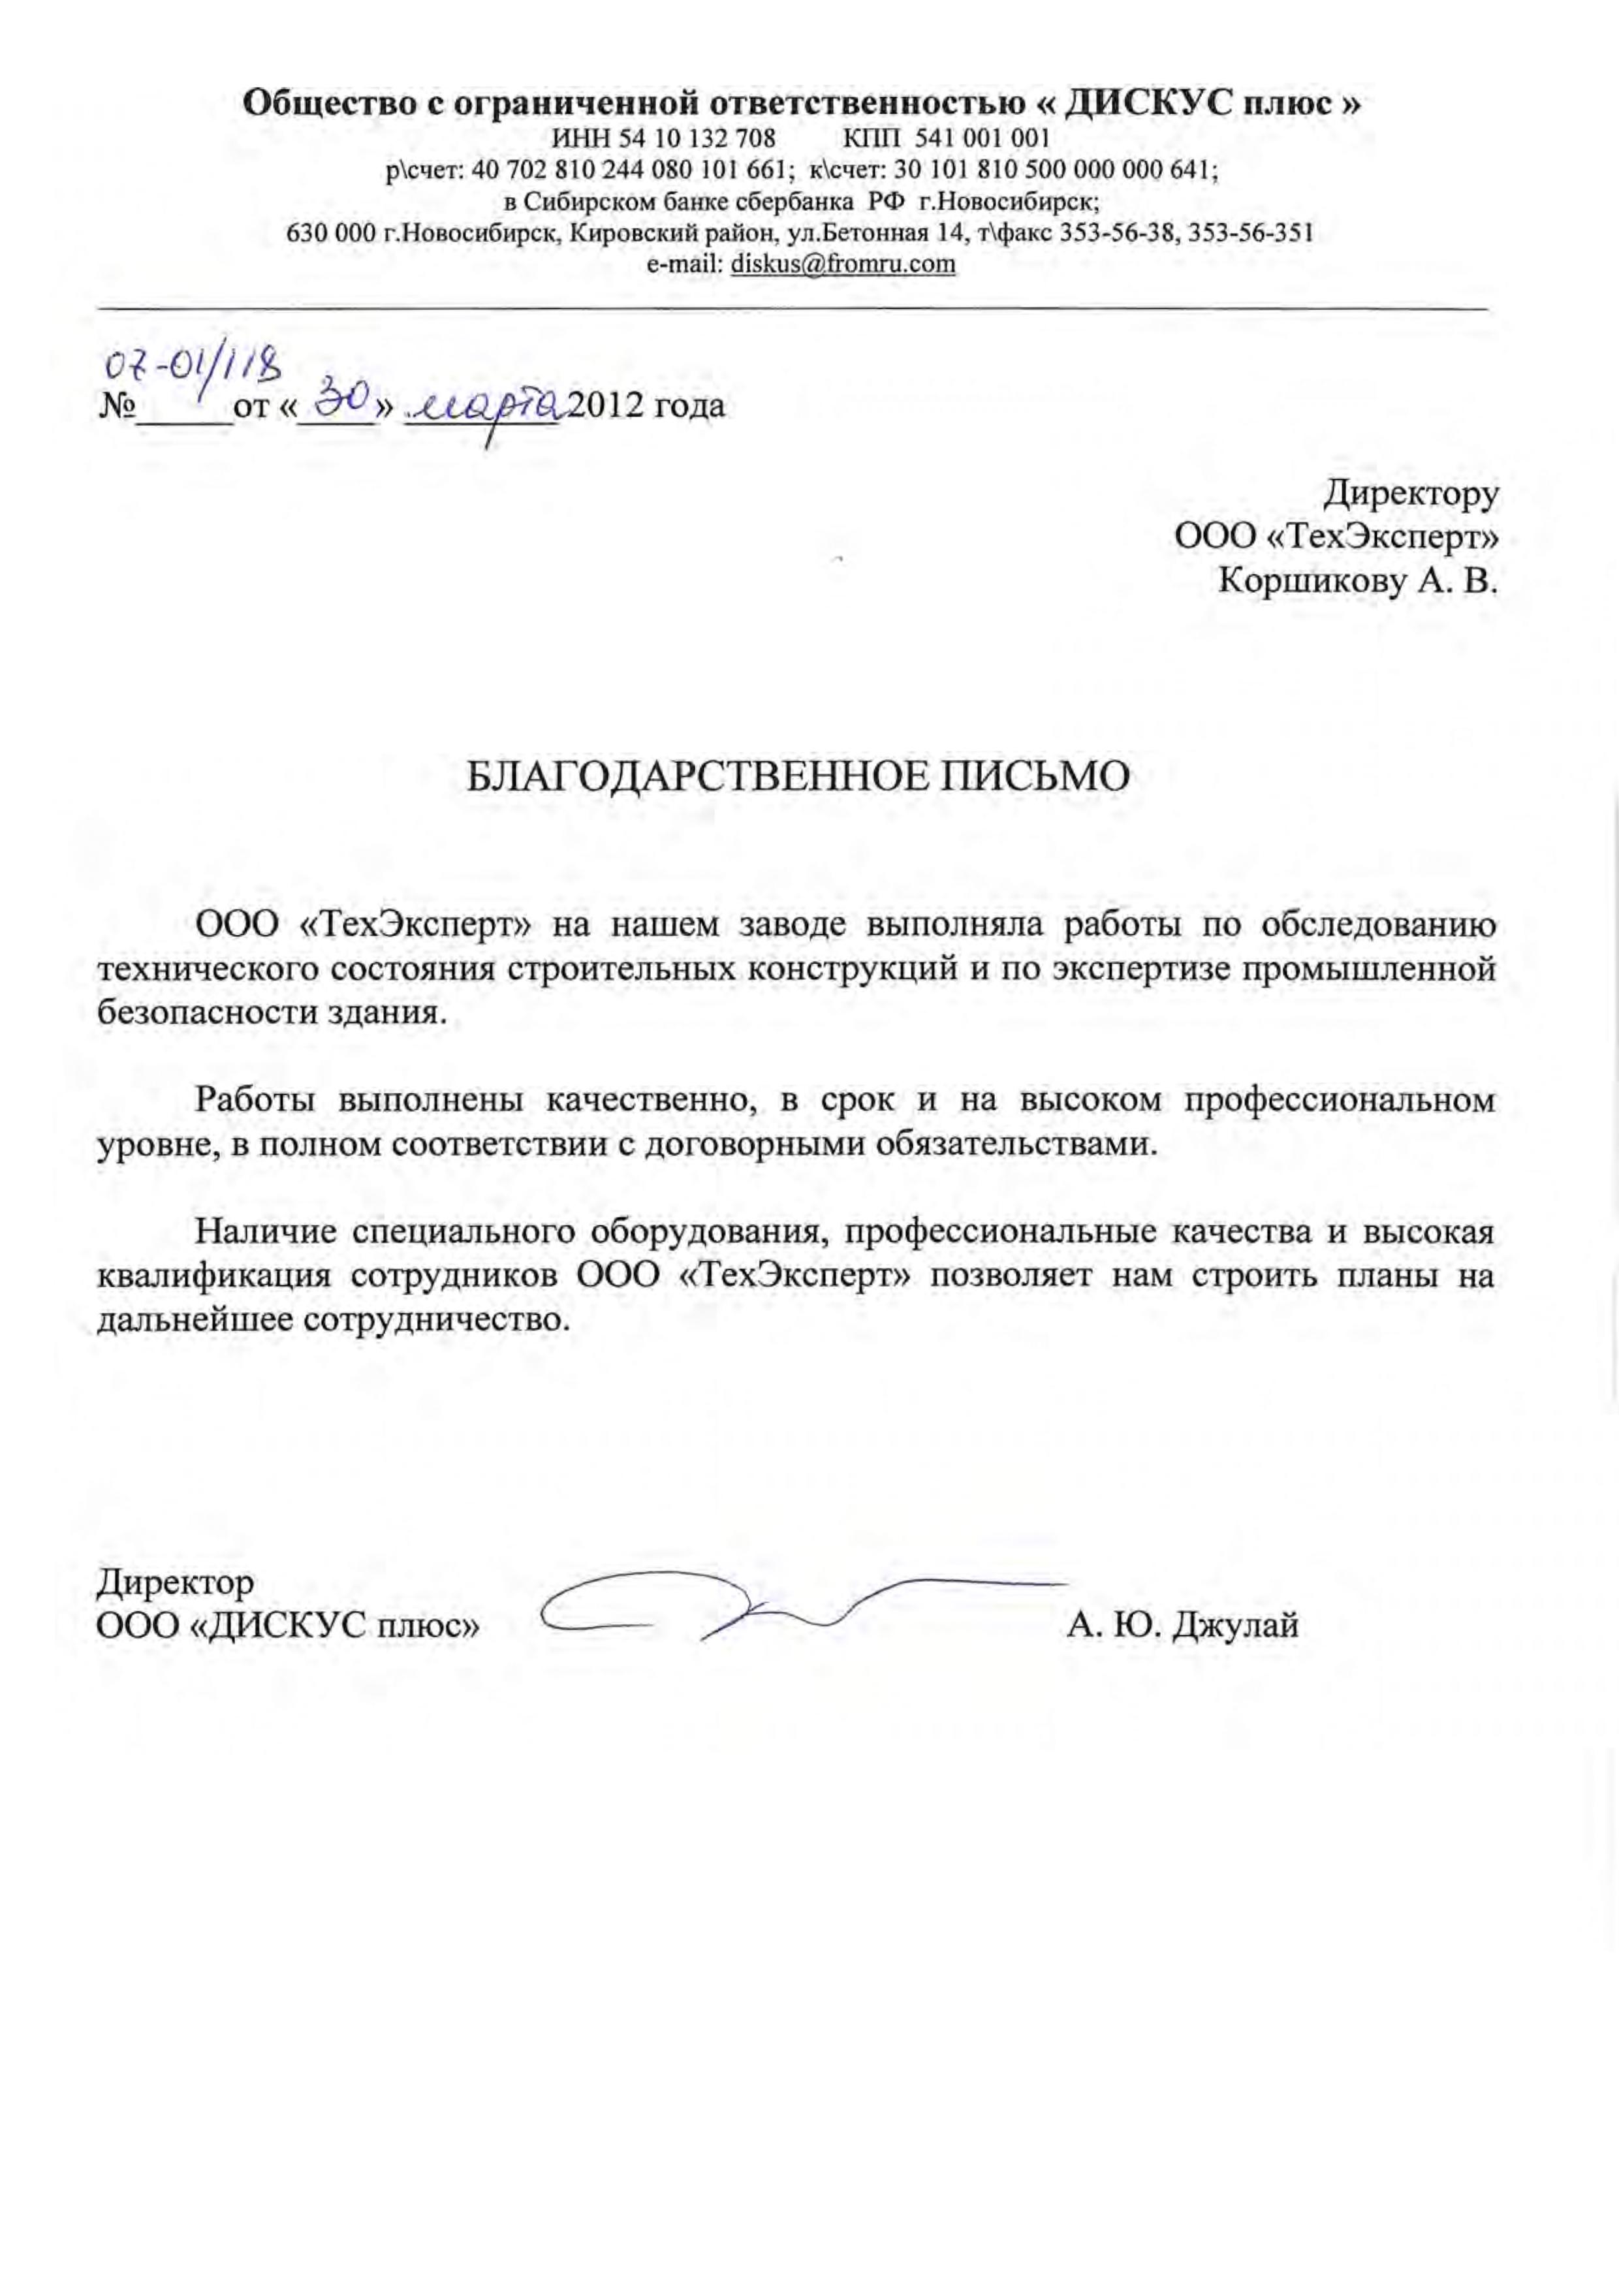 Общество с ограниченной ответственностью « ДИСКУС плюс »
ИНН 54 10 132 708 КПП 541 001 001
р\счет: 40 702 810 244 080 101 661; к\счет: 30 101 810 500 000 000 641;
в Сибирском банке сбербанка РФ г.Новосибирск;
630 000 г.Новосибирск, Кировский район, ул.Бетонная 14, т\факс 353-56-38, 353-56-351
e-mail: diskus@fromru.com
07-01/118
№_____от «30» марта 2012 года
Директору
ООО «ТехЭксперт»
Коршикову А. В.
БЛАГОДАРСТВЕННОЕ ПИСЬМО
ООО «ТехЭксперт» на нашем заводе выполняла работы по обследованию
технического состояния строительных конструкций и по экспертизе промышленной
безопасности здания.
Работы выполнены качественно, в срок и на высоком профессиональном
уровне, в полном соответствии с договорными обязательствами.
Наличие специального оборудования, профессиональные качества и высокая
квалификация сотрудников ООО «ТехЭксперт» позволяет нам строить планы на
дальнейшее сотрудничество.
Директор
ООО «ДИСКУС плюс» А. Ю. Джулай